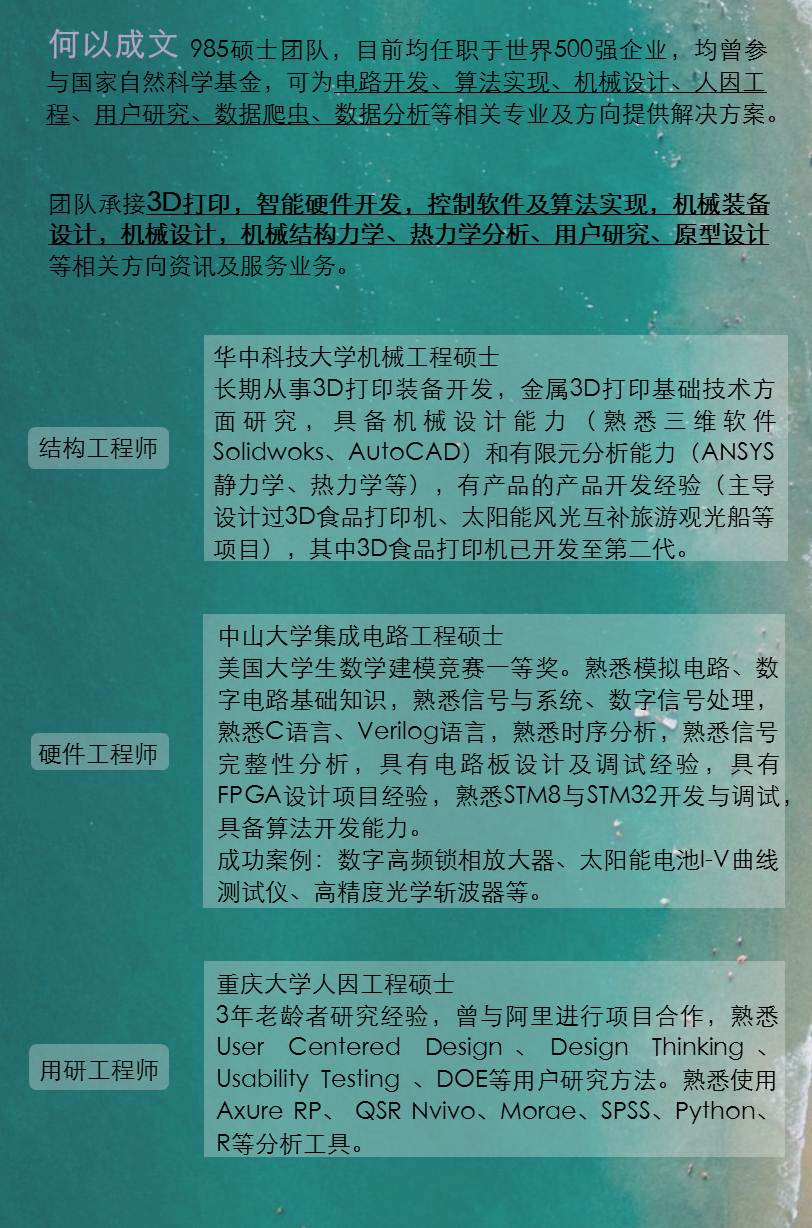 何以成文 985硕士团队，目前均任职于世界500强企业，均曾参
与国家自然科学基金，可为电路开发、算法实现、机械设计、人因工
程、用户研究、数据爬虫、数据分析等相关专业及方向提供解决方案。
团队承接3D打印，智能硬件开发，控制软件及算法实现，机械装备
设计，机械设计，机械结构力学、热力学分析、用户研究、原型设计
等相关方向资讯及服务业务。
结构工程师
华中科技大学机械工程硕士
长期从事3D打印装备开发，金属3D打印基础技术方
面研究，具备机械设计能力（熟悉三维软件
Solidwoks、AutoCAD）和有限元分析能力（ANSYS
静力学、热力学等），有产品的产品开发经验（主导
设计过3D食品打印机、太阳能风光互补旅游观光船等
项目），其中3D食品打印机已开发至第二代。
硬件工程师
中山大学集成电路工程硕士
美国大学生数学建模竞赛一等奖。熟悉模拟电路、数
字电路基础知识，熟悉信号与系统、数字信号处理，
熟悉C语言、Verilog语言，熟悉时序分析，熟悉信号
完整性分析，具有电路板设计及调试经验，具有
FPGA设计项目经验，熟悉STM8与STM32开发与调试，
具备算法开发能力。
成功案例：数字高频锁相放大器、太阳能电池I-V曲线
测试仪、高精度光学斩波器等。
用研工程师
重庆大学人因工程硕士
3年老龄者研究经验，曾与阿里进行项目合作，熟悉
User Centered Design、Design Thinking、
Usability Testing 、DOE等用户研究方法。熟悉使用
Axure RP、 QSR Nvivo、Morae、SPSS、Python、
R等分析工具。